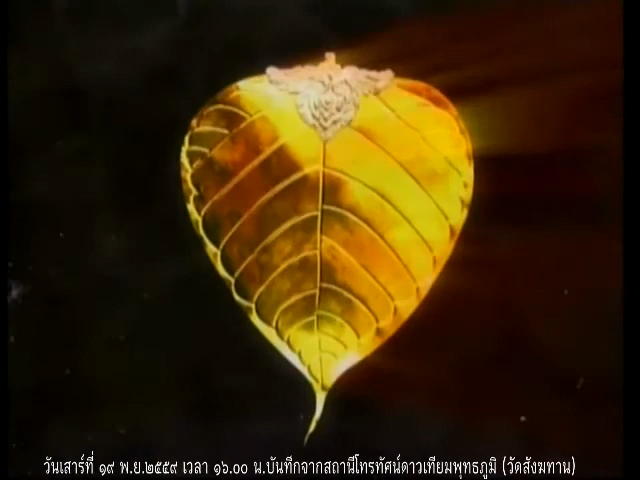 วันเสาร์ที่ ๑๙ พ.ย.๒๕๕๙ เวลา ๑๖.๐๐ น.บันทึกจากสถานีโทรทัศน์ดาวเทียมพุทธภูมิ (วัดสังฆทาน)